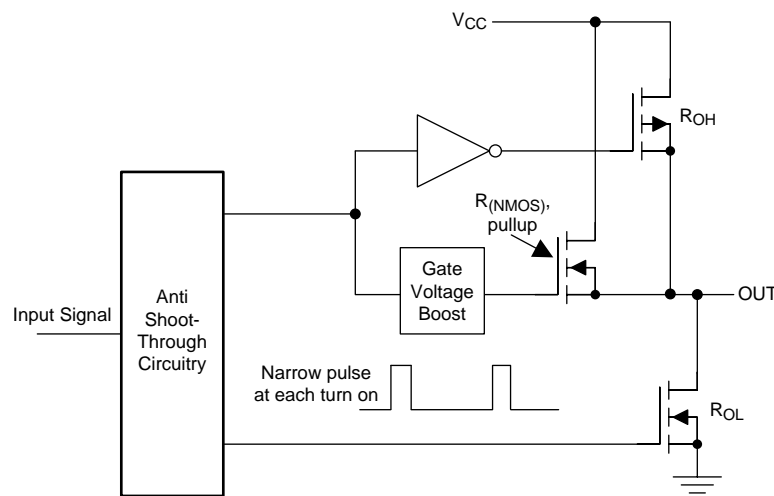 VCC
ROH
R(NMOS),
pullup
Gate
Voltage
Boost
OUT
Input Signal
Anti
Shoot-
Through
Circuitry
Narrow pulse
at each turn on
ROL